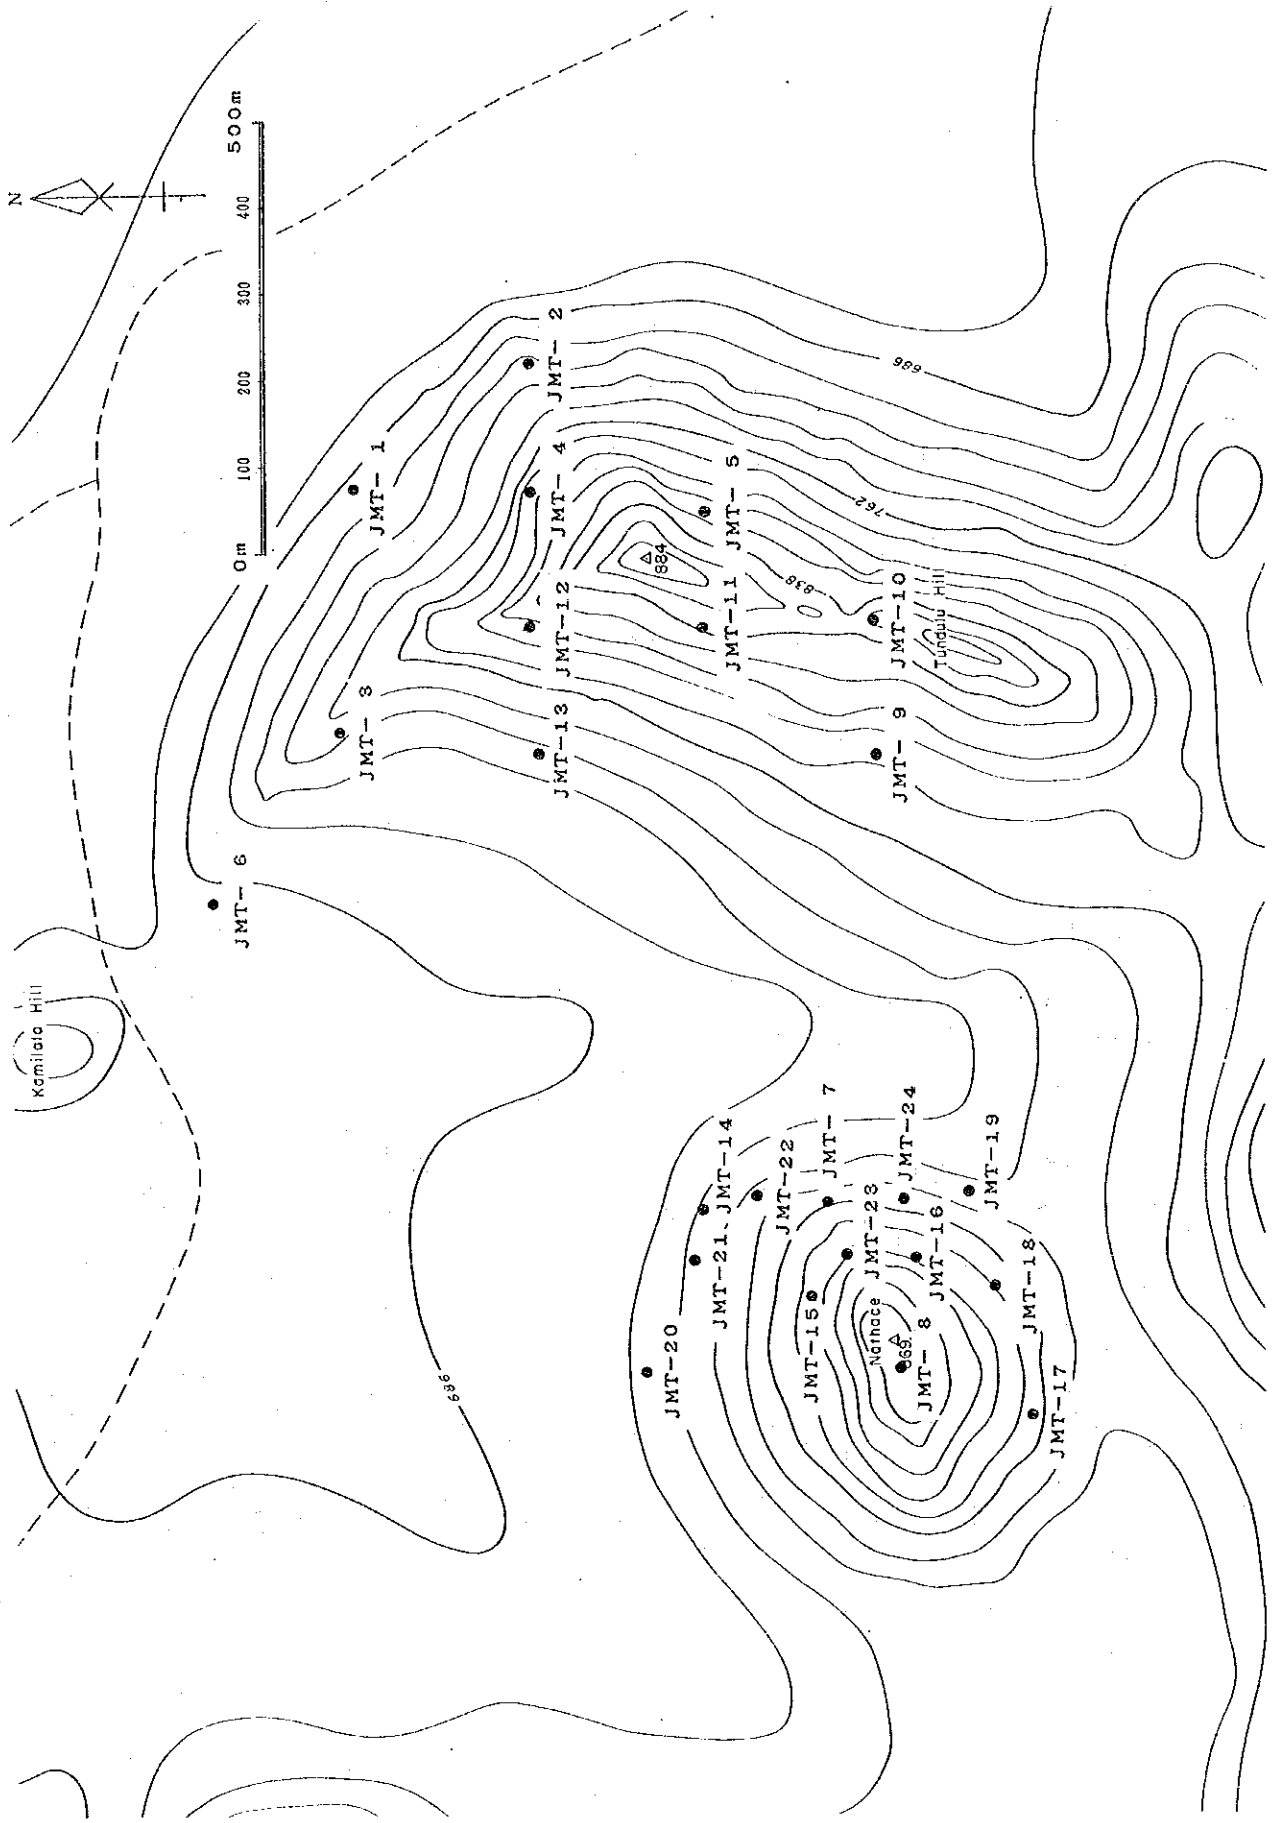 N
0m
100
200
300
400
500m
Kamilala Hill
JMT- 6
JMT- 1
JMT- 3
JMT- 2
JMT- 4
JMT-12
JMT-13
884
JMT- 5
JMT-11
838
762
686
JMT- 9
JMT-10
Tundulu Hill
686
JMT-20
JMT-21
JMT-14
JMT-22
JMT- 7
JMT-15
JMT-23
JMT-24
Nathace
869
JMT- 8
JMT-16
JMT-19
JMT-18
JMT-17